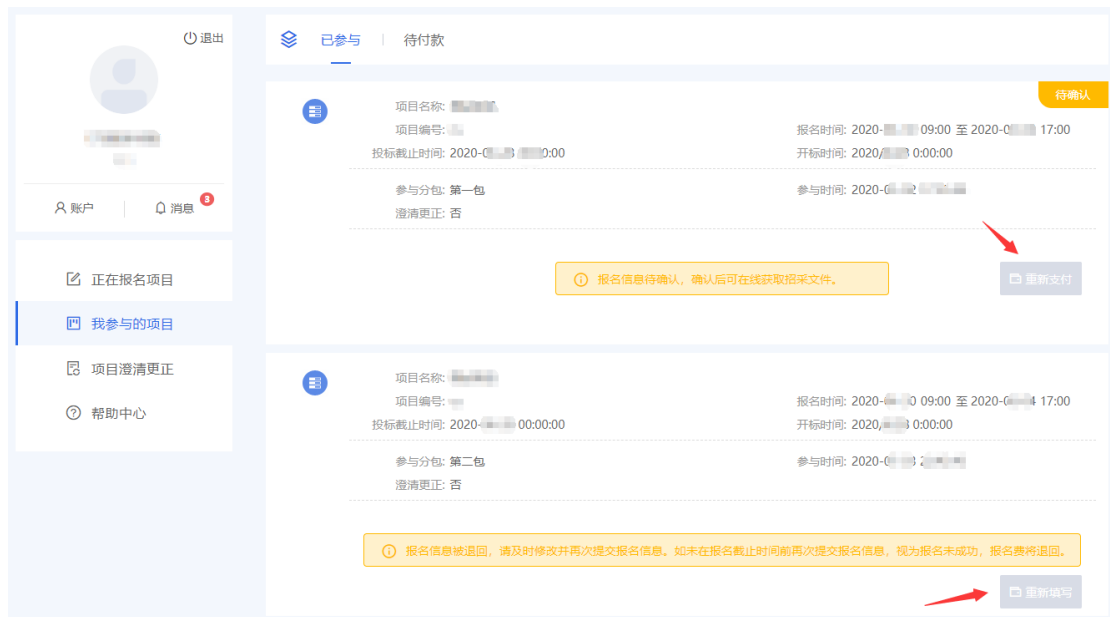 退出
账户
消息 3
正在报名项目
我参与的项目
项目澄清更正
帮助中心
已参与
待付款
待确认
项目名称:
项目编号:
报名时间: 2020- 09:00 至 2020-0 17:00
投标截止时间: 2020-0 0:00
开标时间: 2020/ 0:00:00
参与分包: 第一包
参与时间: 2020-0
澄清更正: 否
报名信息待确认，确认后可在线获取招采文件。
重新支付
项目名称:
项目编号:
报名时间: 2020- 0 09:00 至 2020-0 4 17:00
投标截止时间: 2020- 00:00:00
开标时间: 2020/ 0:00:00
参与分包: 第二包
参与时间: 2020-0
澄清更正: 否
报名信息被退回，请及时修改并再次提交报名信息。如未在报名截止时间前再次提交报名信息，视为报名未成功，报名费将退回。
重新填写